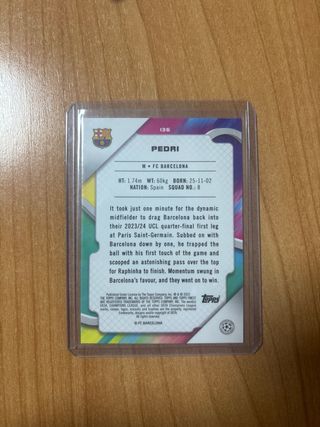 136
PEDRI
M • FC BARCELONA
HT: 1.74m WT: 60kg BORN: 25-11-02
NATION: Spain SQUAD NO.: 8
It took just one minute for the dynamic
midfielder to drag Barcelona back into
their 2023/24 UCL quarter-final first leg
at Paris Saint-Germain. Subbed on with
Barcelona down by one, he trapped the
ball with his first touch of the game
and scooped an astonishing pass over the top
for Raphinha to finish. Momentum swung in
Barcelona's favour, and they went on to win.
topps
All rights reserved.
© FC BARCELONA